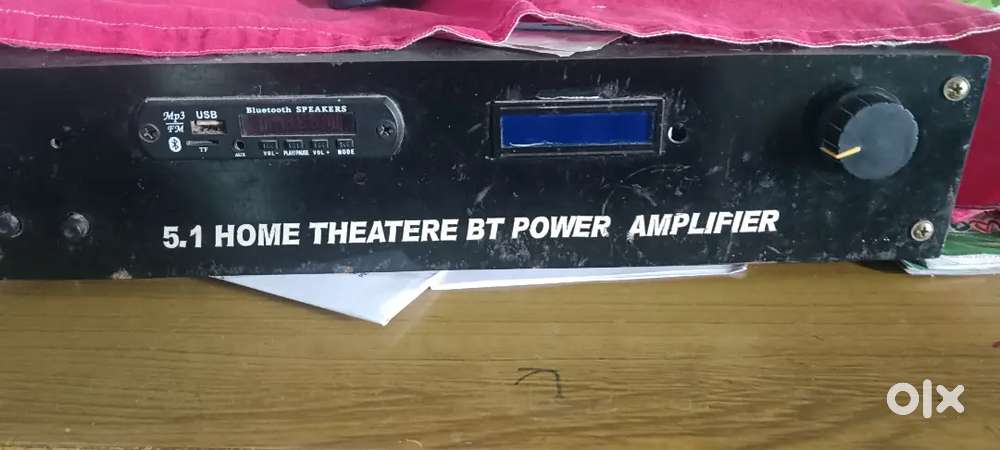 Bluetooth SPEAKERS
Mp3
FM
USB
TF
AUX
VOL- PLAY/PAUSE VOL+ MODE
5.1 HOME THEATERE BT POWER AMPLIFIER
olx